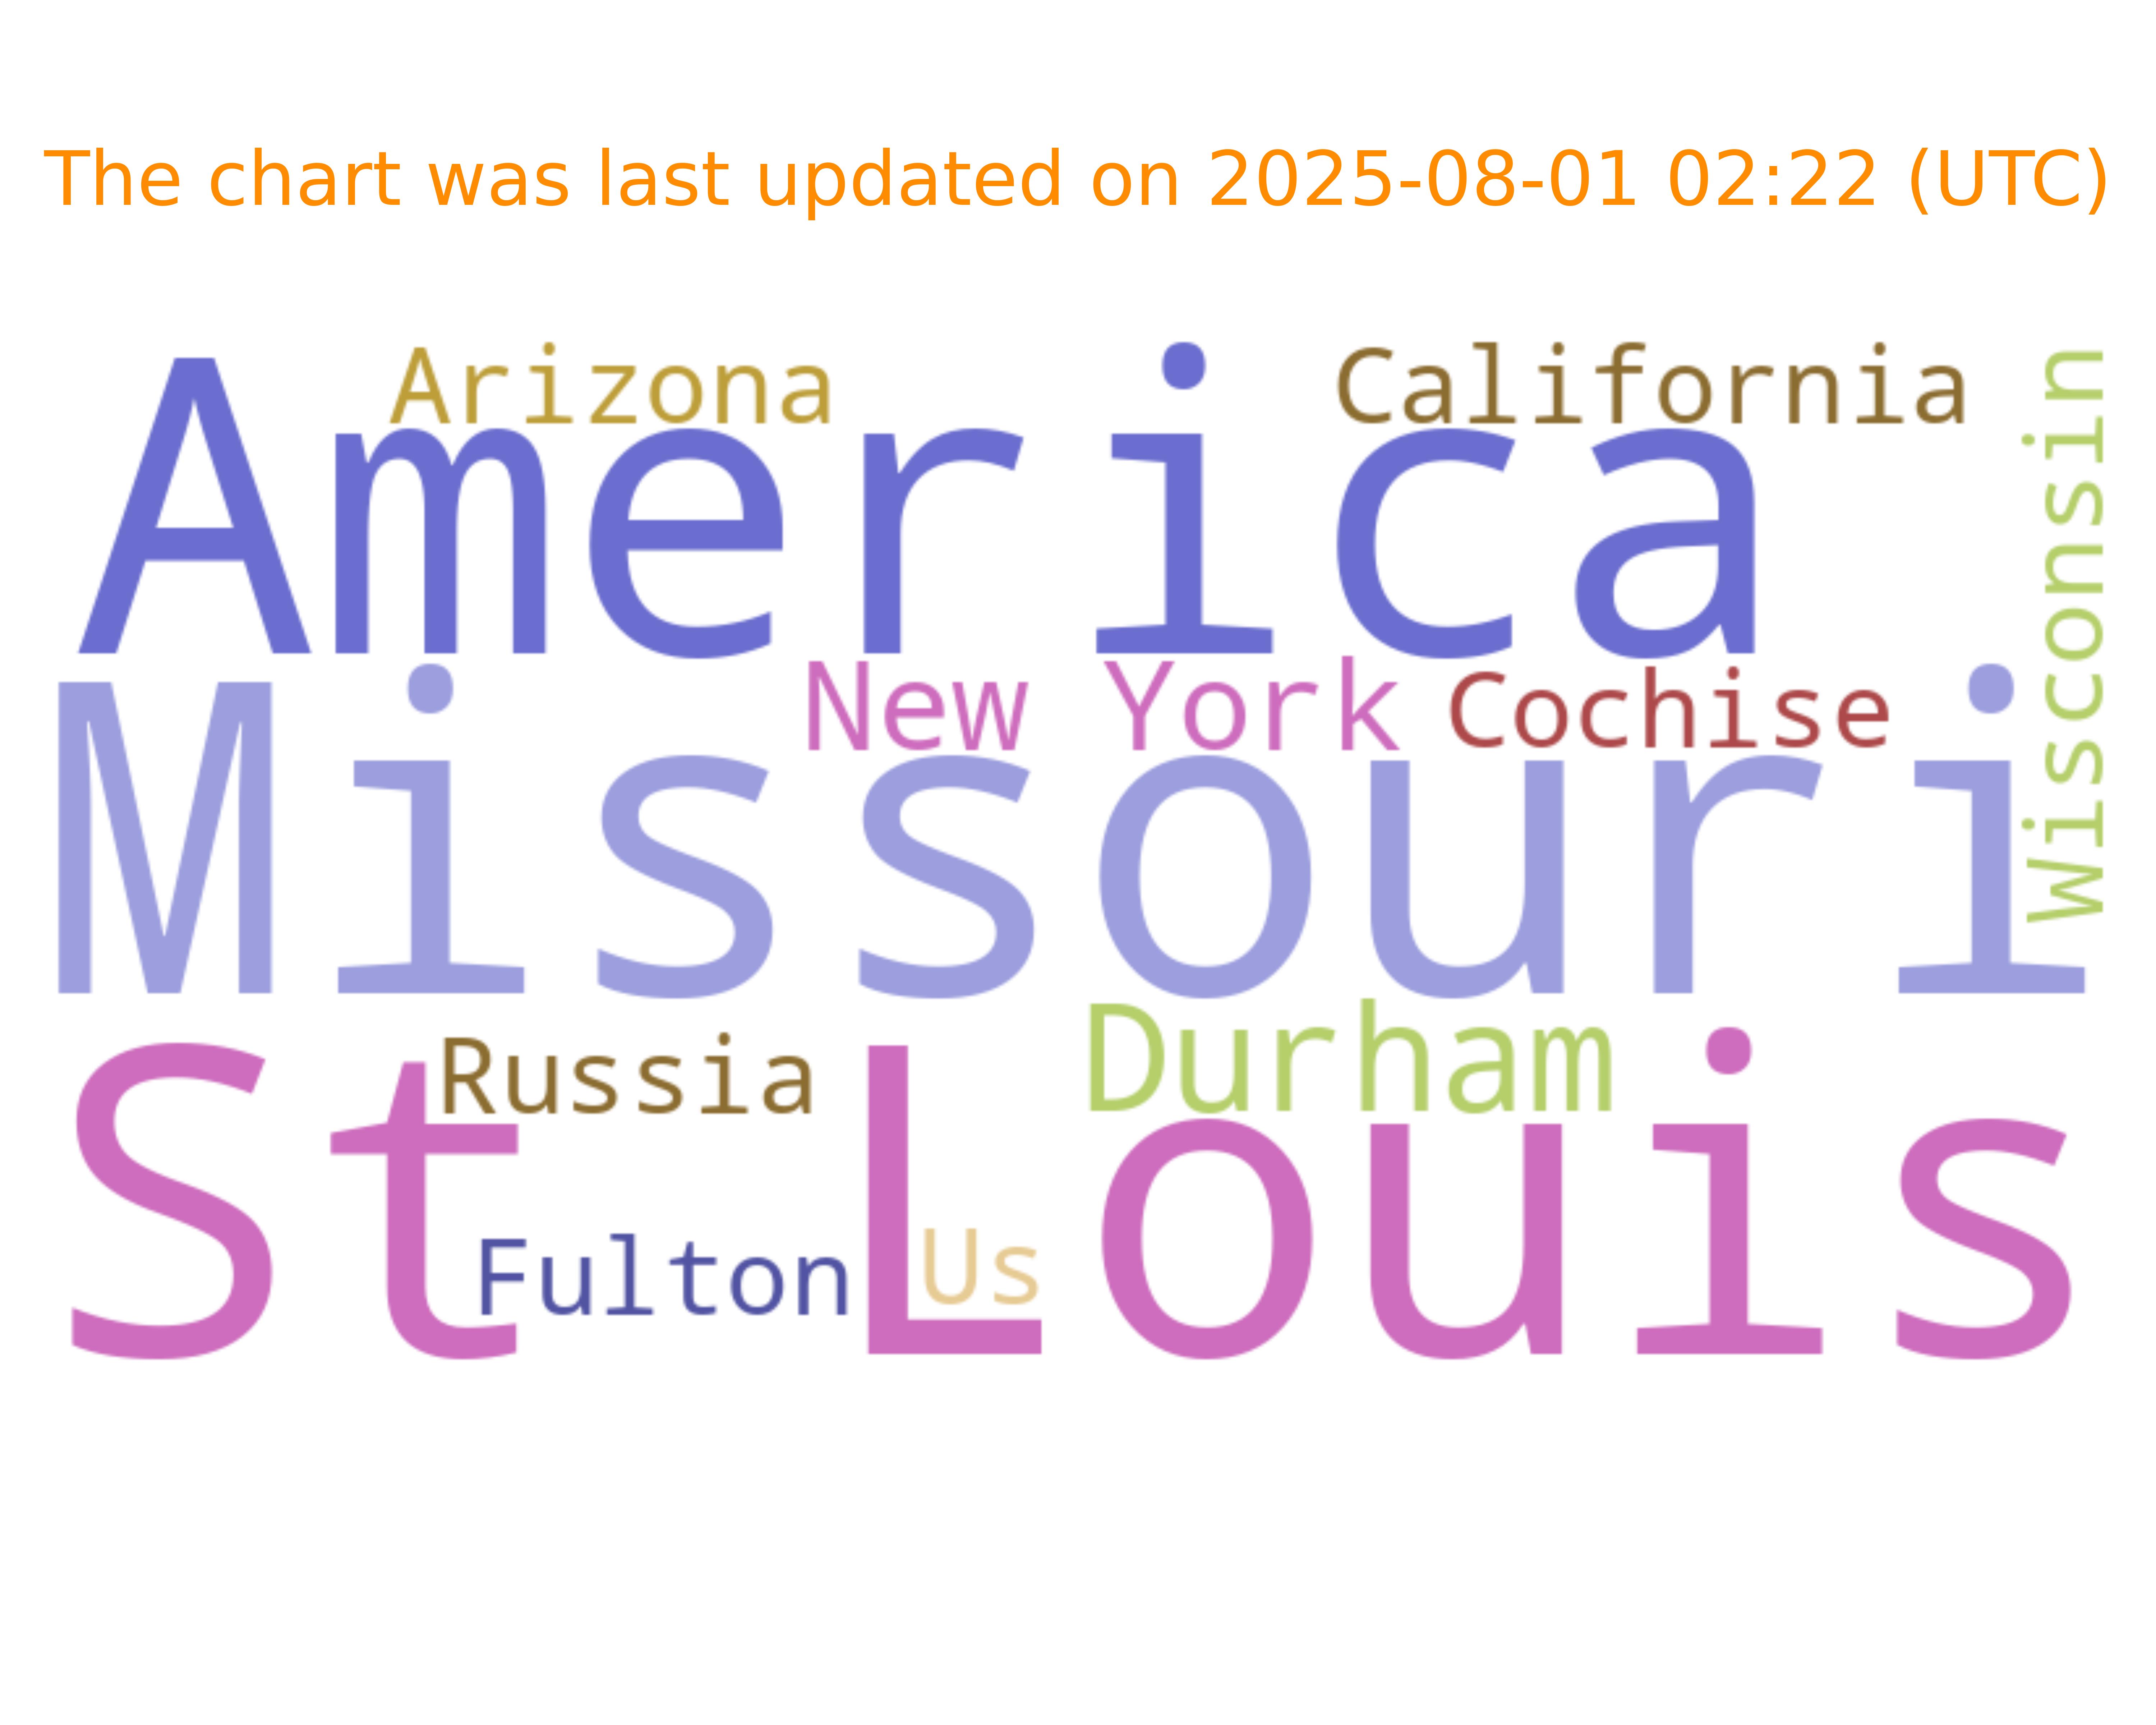 The chart was last updated on 2025-08-01 02:22 (UTC)
Arizona
California
America
Wisconsin
New York
Cochise
Missouri
Russia
Durham
St Louis
Fulton
Us